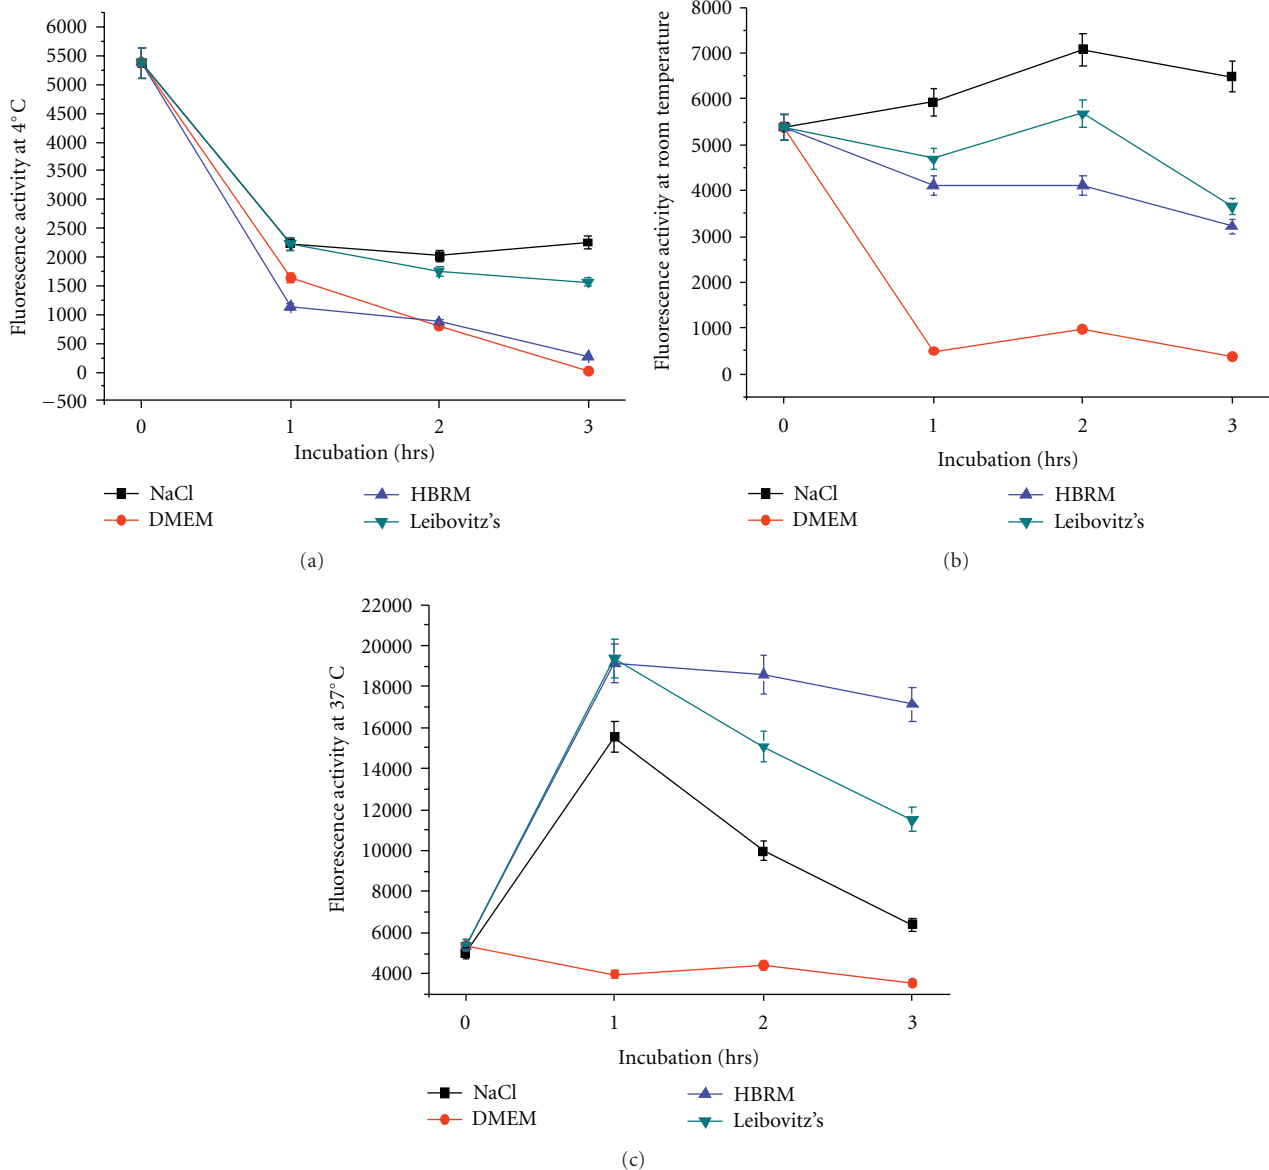 Fluorescence activity at 4°C
6000
5500
5000
4500
4000
3500
3000
2500
2000
1500
1000
500
0
−500
0 1 2 3
Incubation (hrs)
NaCl HBRM
DMEM Leibovitz's
(a)
Fluorescence activity at room temperature
8000
7000
6000
5000
4000
3000
2000
1000
0
0 1 2 3
Incubation (hrs)
NaCl HBRM
DMEM Leibovitz's
(b)
Fluorescence activity at 37°C
22000
20000
18000
16000
14000
12000
10000
8000
6000
4000
0 1 2 3
Incubation (hrs)
NaCl HBRM
DMEM Leibovitz's
(c)